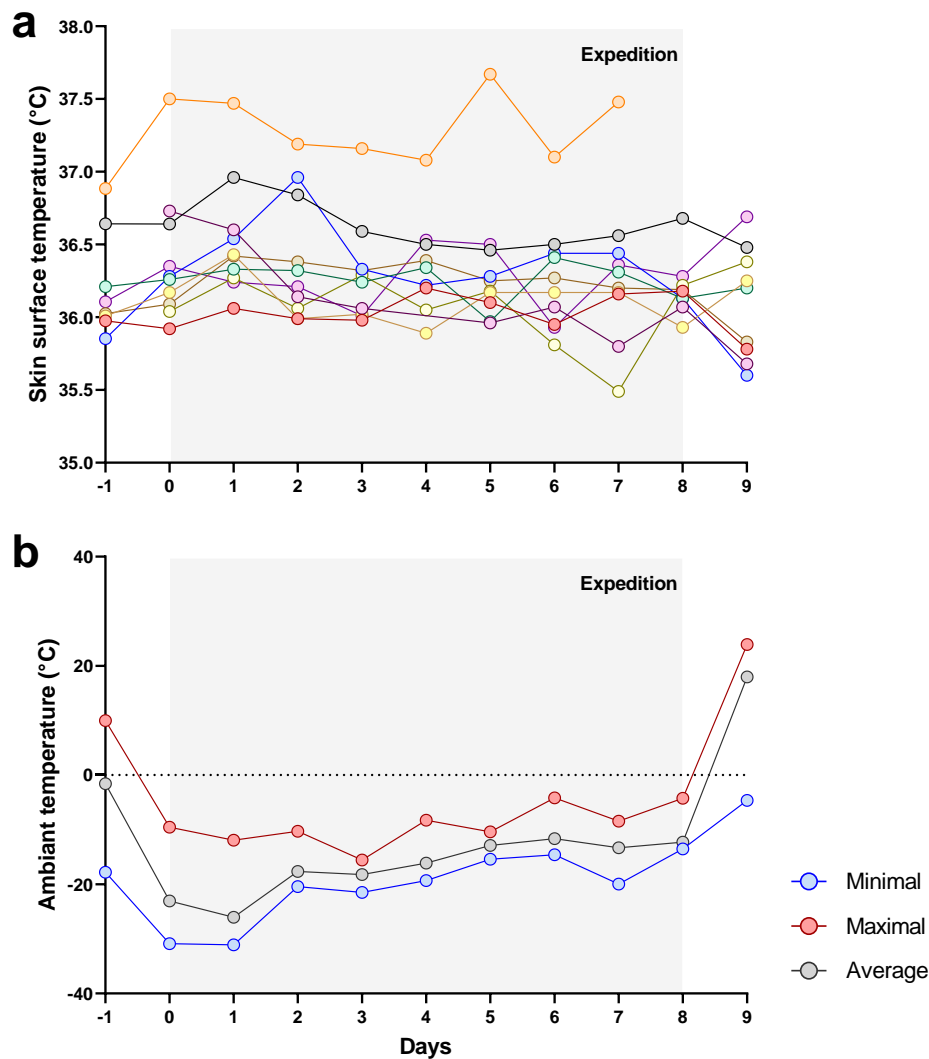 a
38.0
37.5
37.0
36.5
36.0
35.5
35.0
Skin surface temperature (°C)
Expedition
-1 0 1 2 3 4 5 6 7 8 9
b
40
20
0
-20
-40
Ambiant temperature (°C)
Expedition
-1 0 1 2 3 4 5 6 7 8 9
Days
Minimal
Maximal
Average